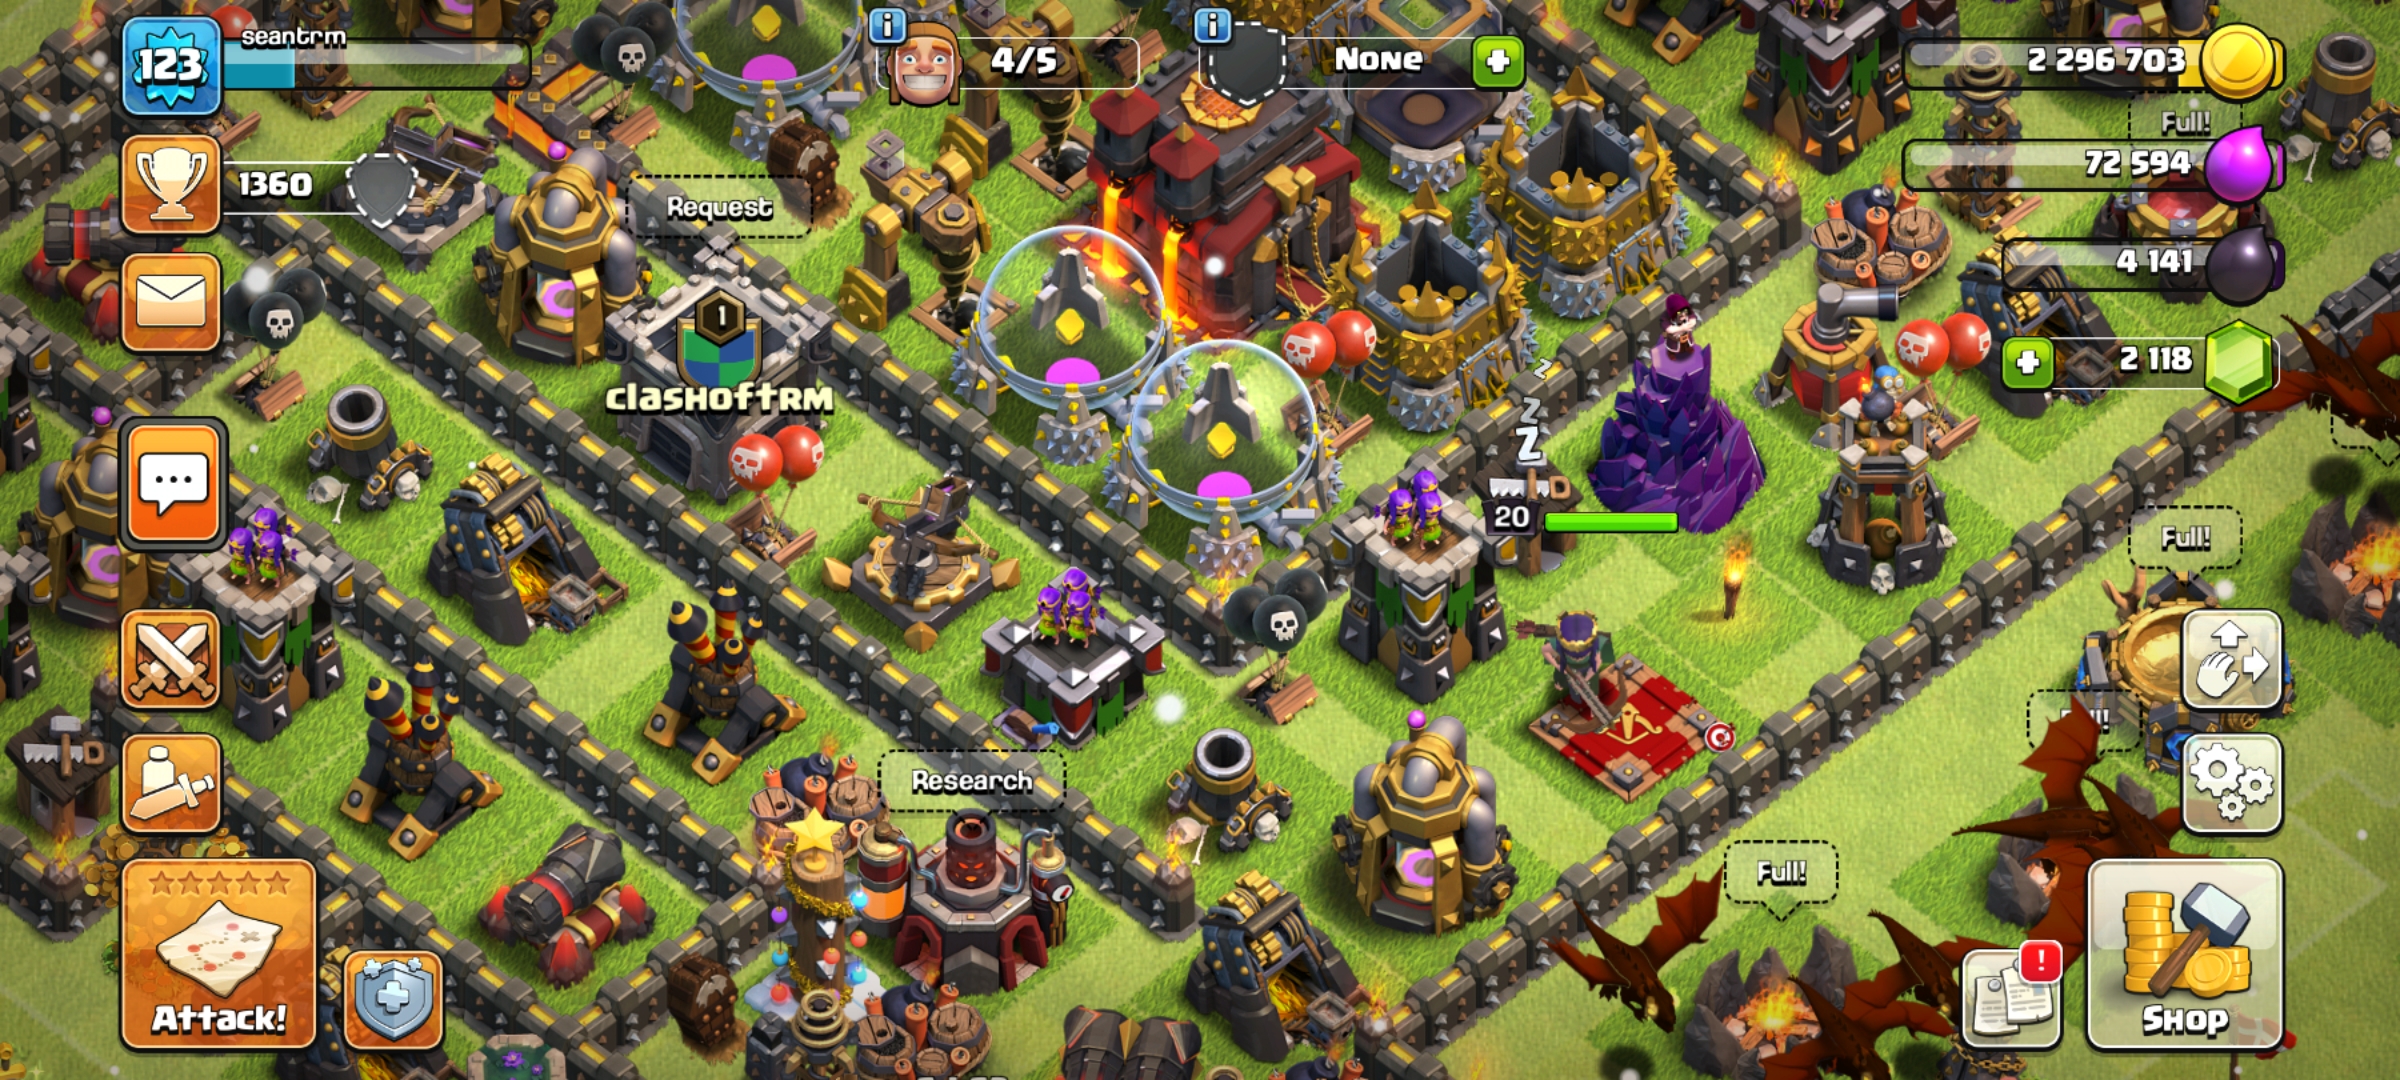 123
seantrm
4/5
None
2 296 703
Full!
1360
Request
72 594
4 141
1
clashoftRM
2 118
z
Z
Z
20
Full!
Research
Full!
Attack!
!
Shop